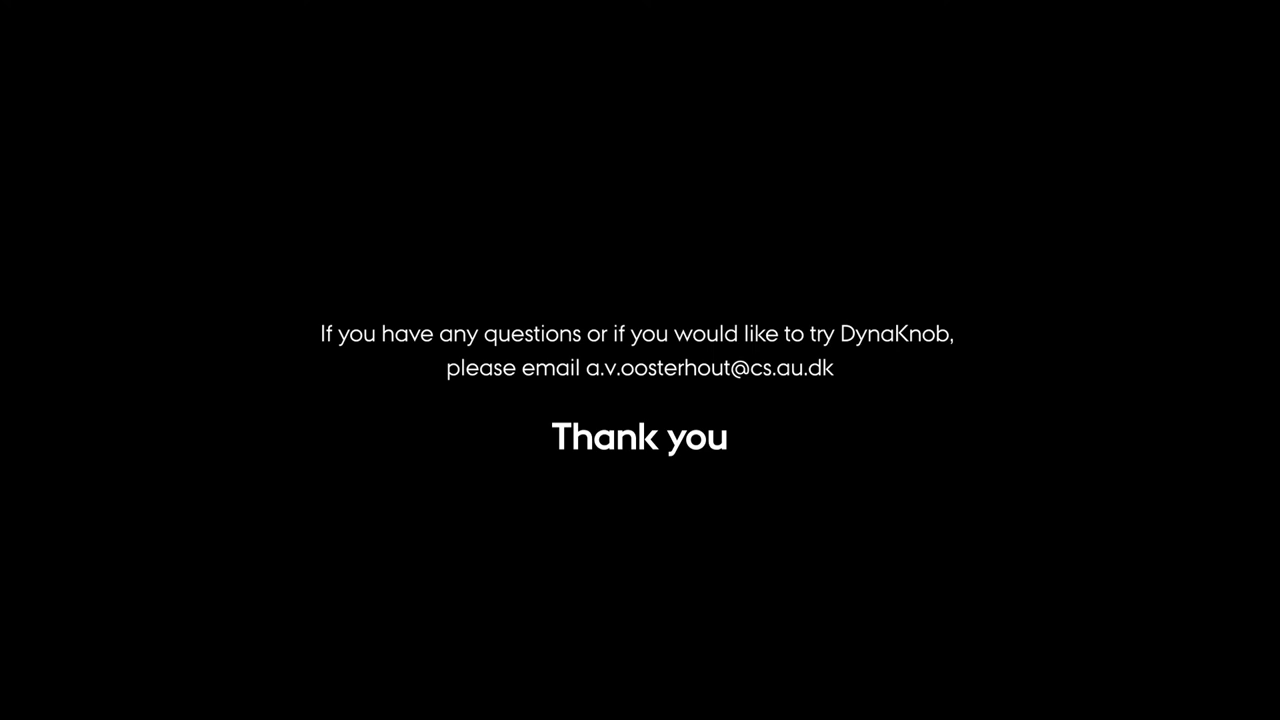 If you have any questions or if you would like to try DynaKnob,
please email a.v.oosterhout@cs.au.dk
Thank you